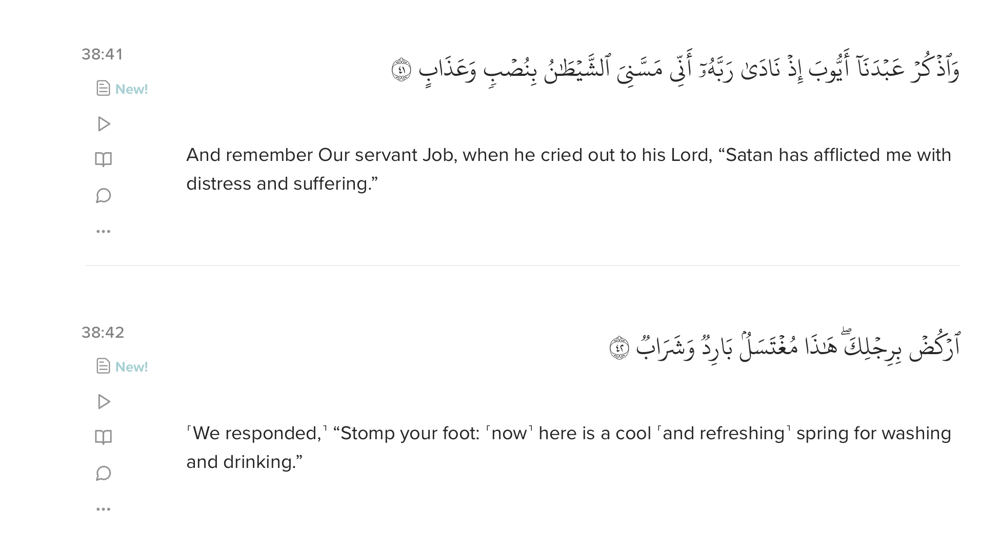 38:41
وَٱذْكُرْ عَبْدَنَآ أَيُّوبَ إِذْ نَادَىٰ رَبَّهُۥٓ أَنِّى مَسَّنِىَ ٱلشَّيْطَـٰنُ بِنُصْبٍۢ وَعَذَابٍ ٤١
New!
And remember Our servant Job, when he cried out to his Lord, “Satan has afflicted me with
distress and suffering.”
38:42
ٱرْكُضْ بِرِجْلِكَ ۖ هَـٰذَا مُغْتَسَلٌۢ بَارِدٌۭ وَشَرَابٌۭ ٤٢
New!
⸢We responded,⸣ “Stomp your foot: ⸢now⸣ here is a cool ⸢and refreshing⸣ spring for washing
and drinking.”